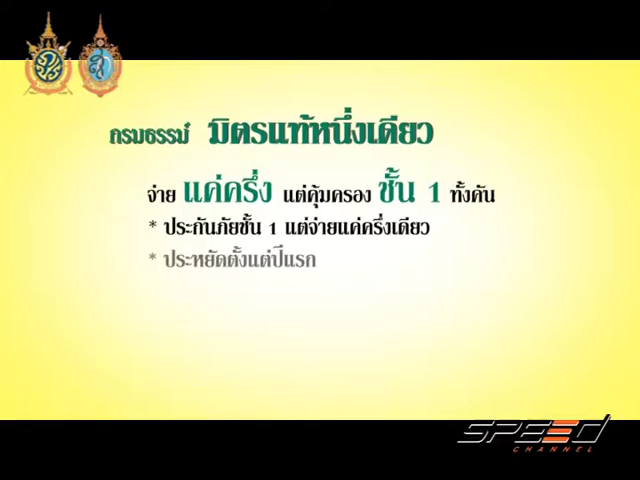 กรมธรรม์ มิตรแท้หนึ่งเดียว
จ่าย แค่ครึ่ง แต่คุ้มครอง ชั้น 1 ทั้งคัน
* ประกันภัยชั้น 1 แต่จ่ายแค่ครึ่งเดียว
* ประหยัดตั้งแต่ปีแรก
SPEED
CHANNEL